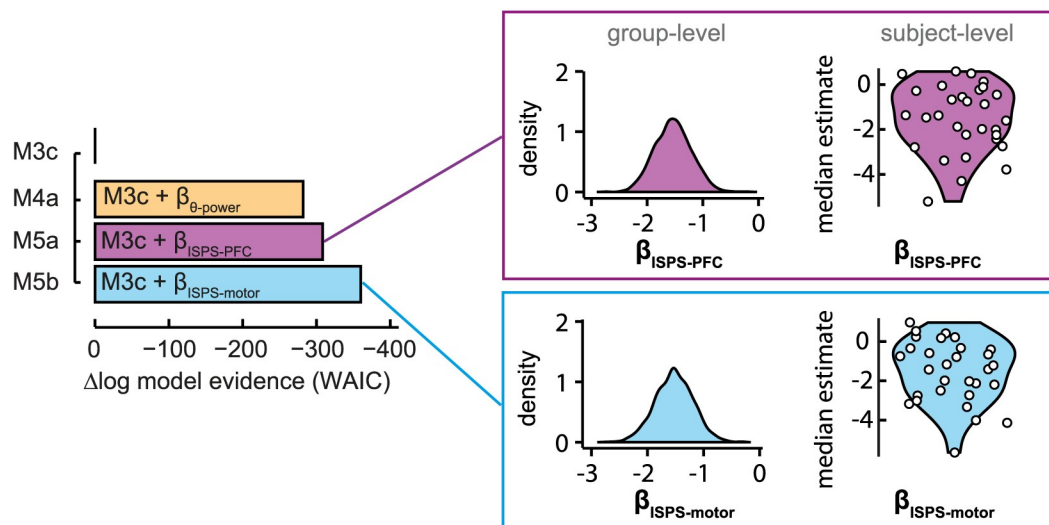 M3c
M4a
M3c + βθ-power
M5a
M3c + βISPS-PFC
M5b
M3c + βISPS-motor
0 −100 −200 −300 −400
Δlog model evidence (WAIC)
group-level
subject-level
density
2
1
0
-3 -2 -1 0
βISPS-PFC
median estimate
0
-2
-4
βISPS-PFC
density
2
1
0
-3 -2 -1 0
βISPS-motor
median estimate
0
-2
-4
βISPS-motor